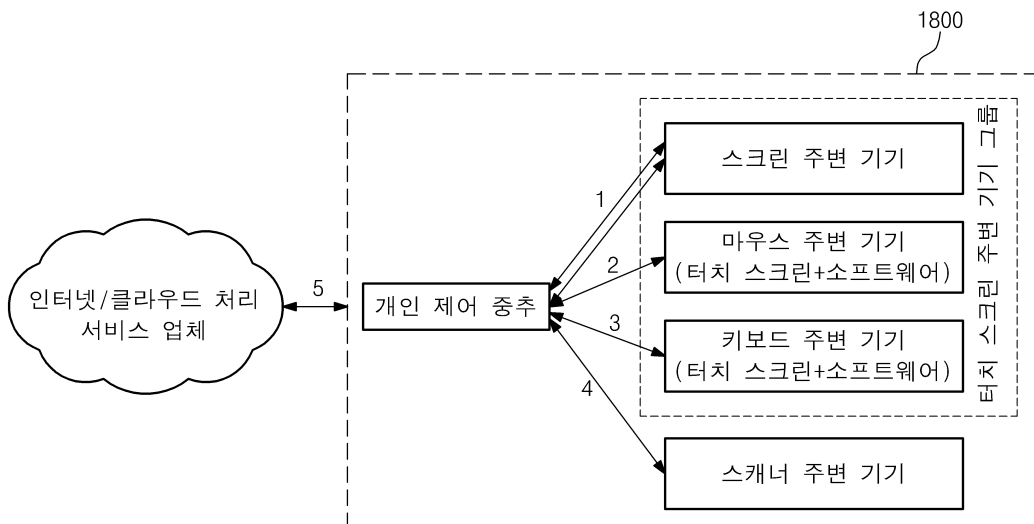 1800
스크린 주변 기기
마우스 주변 기기
(터치 스크린+소프트웨어)
키보드 주변 기기
(터치 스크린+소프트웨어)
터치 스크린 주변 기기 그룹
스캐너 주변 기기
1
2
3
4
개인 제어 중추
5
인터넷/클라우드 처리
서비스 업체